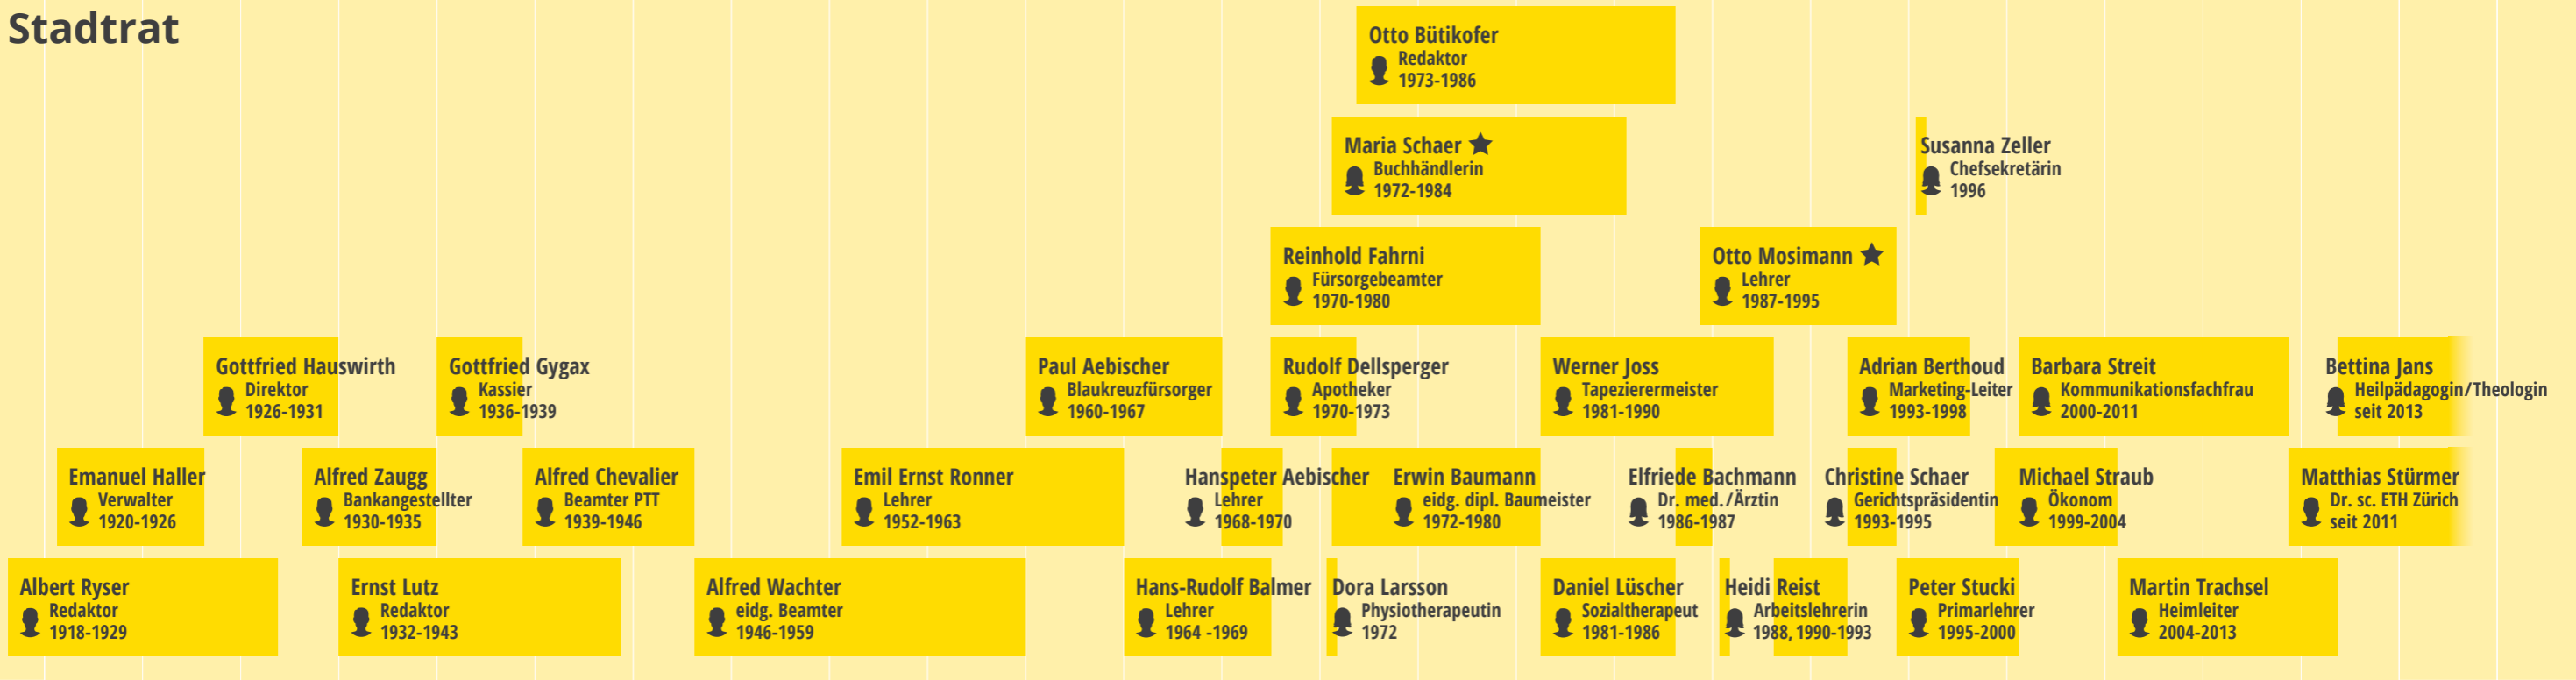 Stadtrat
Otto Bütikofer
Redaktor
1973-1986
Maria Schaer
Buchhändlerin
1972-1984
Susanna Zeller
Chefsekretärin
1996
Reinhold Fahrni
Fürsorgebeamter
1970-1980
Otto Mosimann
Lehrer
1987-1995
Gottfried Hauswirth
Direktor
1926-1931
Gottfried Gygax
Kassier
1936-1939
Paul Aebischer
Blaukreuzfürsorger
1960-1967
Rudolf Dellsperger
Apotheker
1970-1973
Werner Joss
Tapezierermeister
1981-1990
Adrian Berthoud
Marketing-Leiter
1993-1998
Barbara Streit
Kommunikationsfachfrau
2000-2011
Bettina Jans
Heilpädagogin/Theologin
seit 2013
Emanuel Haller
Verwalter
1920-1926
Alfred Zaugg
Bankangestellter
1930-1935
Alfred Chevalier
Beamter PTT
1939-1946
Emil Ernst Ronner
Lehrer
1952-1963
Hanspeter Aebischer
Lehrer
1968-1970
Erwin Baumann
eidg. dipl. Baumeister
1972-1980
Elfriede Bachmann
Dr. med./Ärztin
1986-1987
Christine Schaer
Gerichtspräsidentin
1993-1995
Michael Straub
Ökonom
1999-2004
Matthias Stürmer
Dr. sc. ETH Zürich
seit 2011
Albert Ryser
Redaktor
1918-1929
Ernst Lutz
Redaktor
1932-1943
Alfred Wachter
eidg. Beamter
1946-1959
Hans-Rudolf Balmer
Lehrer
1964 -1969
Dora Larsson
Physiotherapeutin
1972
Daniel Lüscher
Sozialtherapeut
1981-1986
Heidi Reist
Arbeitslehrerin
1988, 1990-1993
Peter Stucki
Primarlehrer
1995-2000
Martin Trachsel
Heimleiter
2004-2013